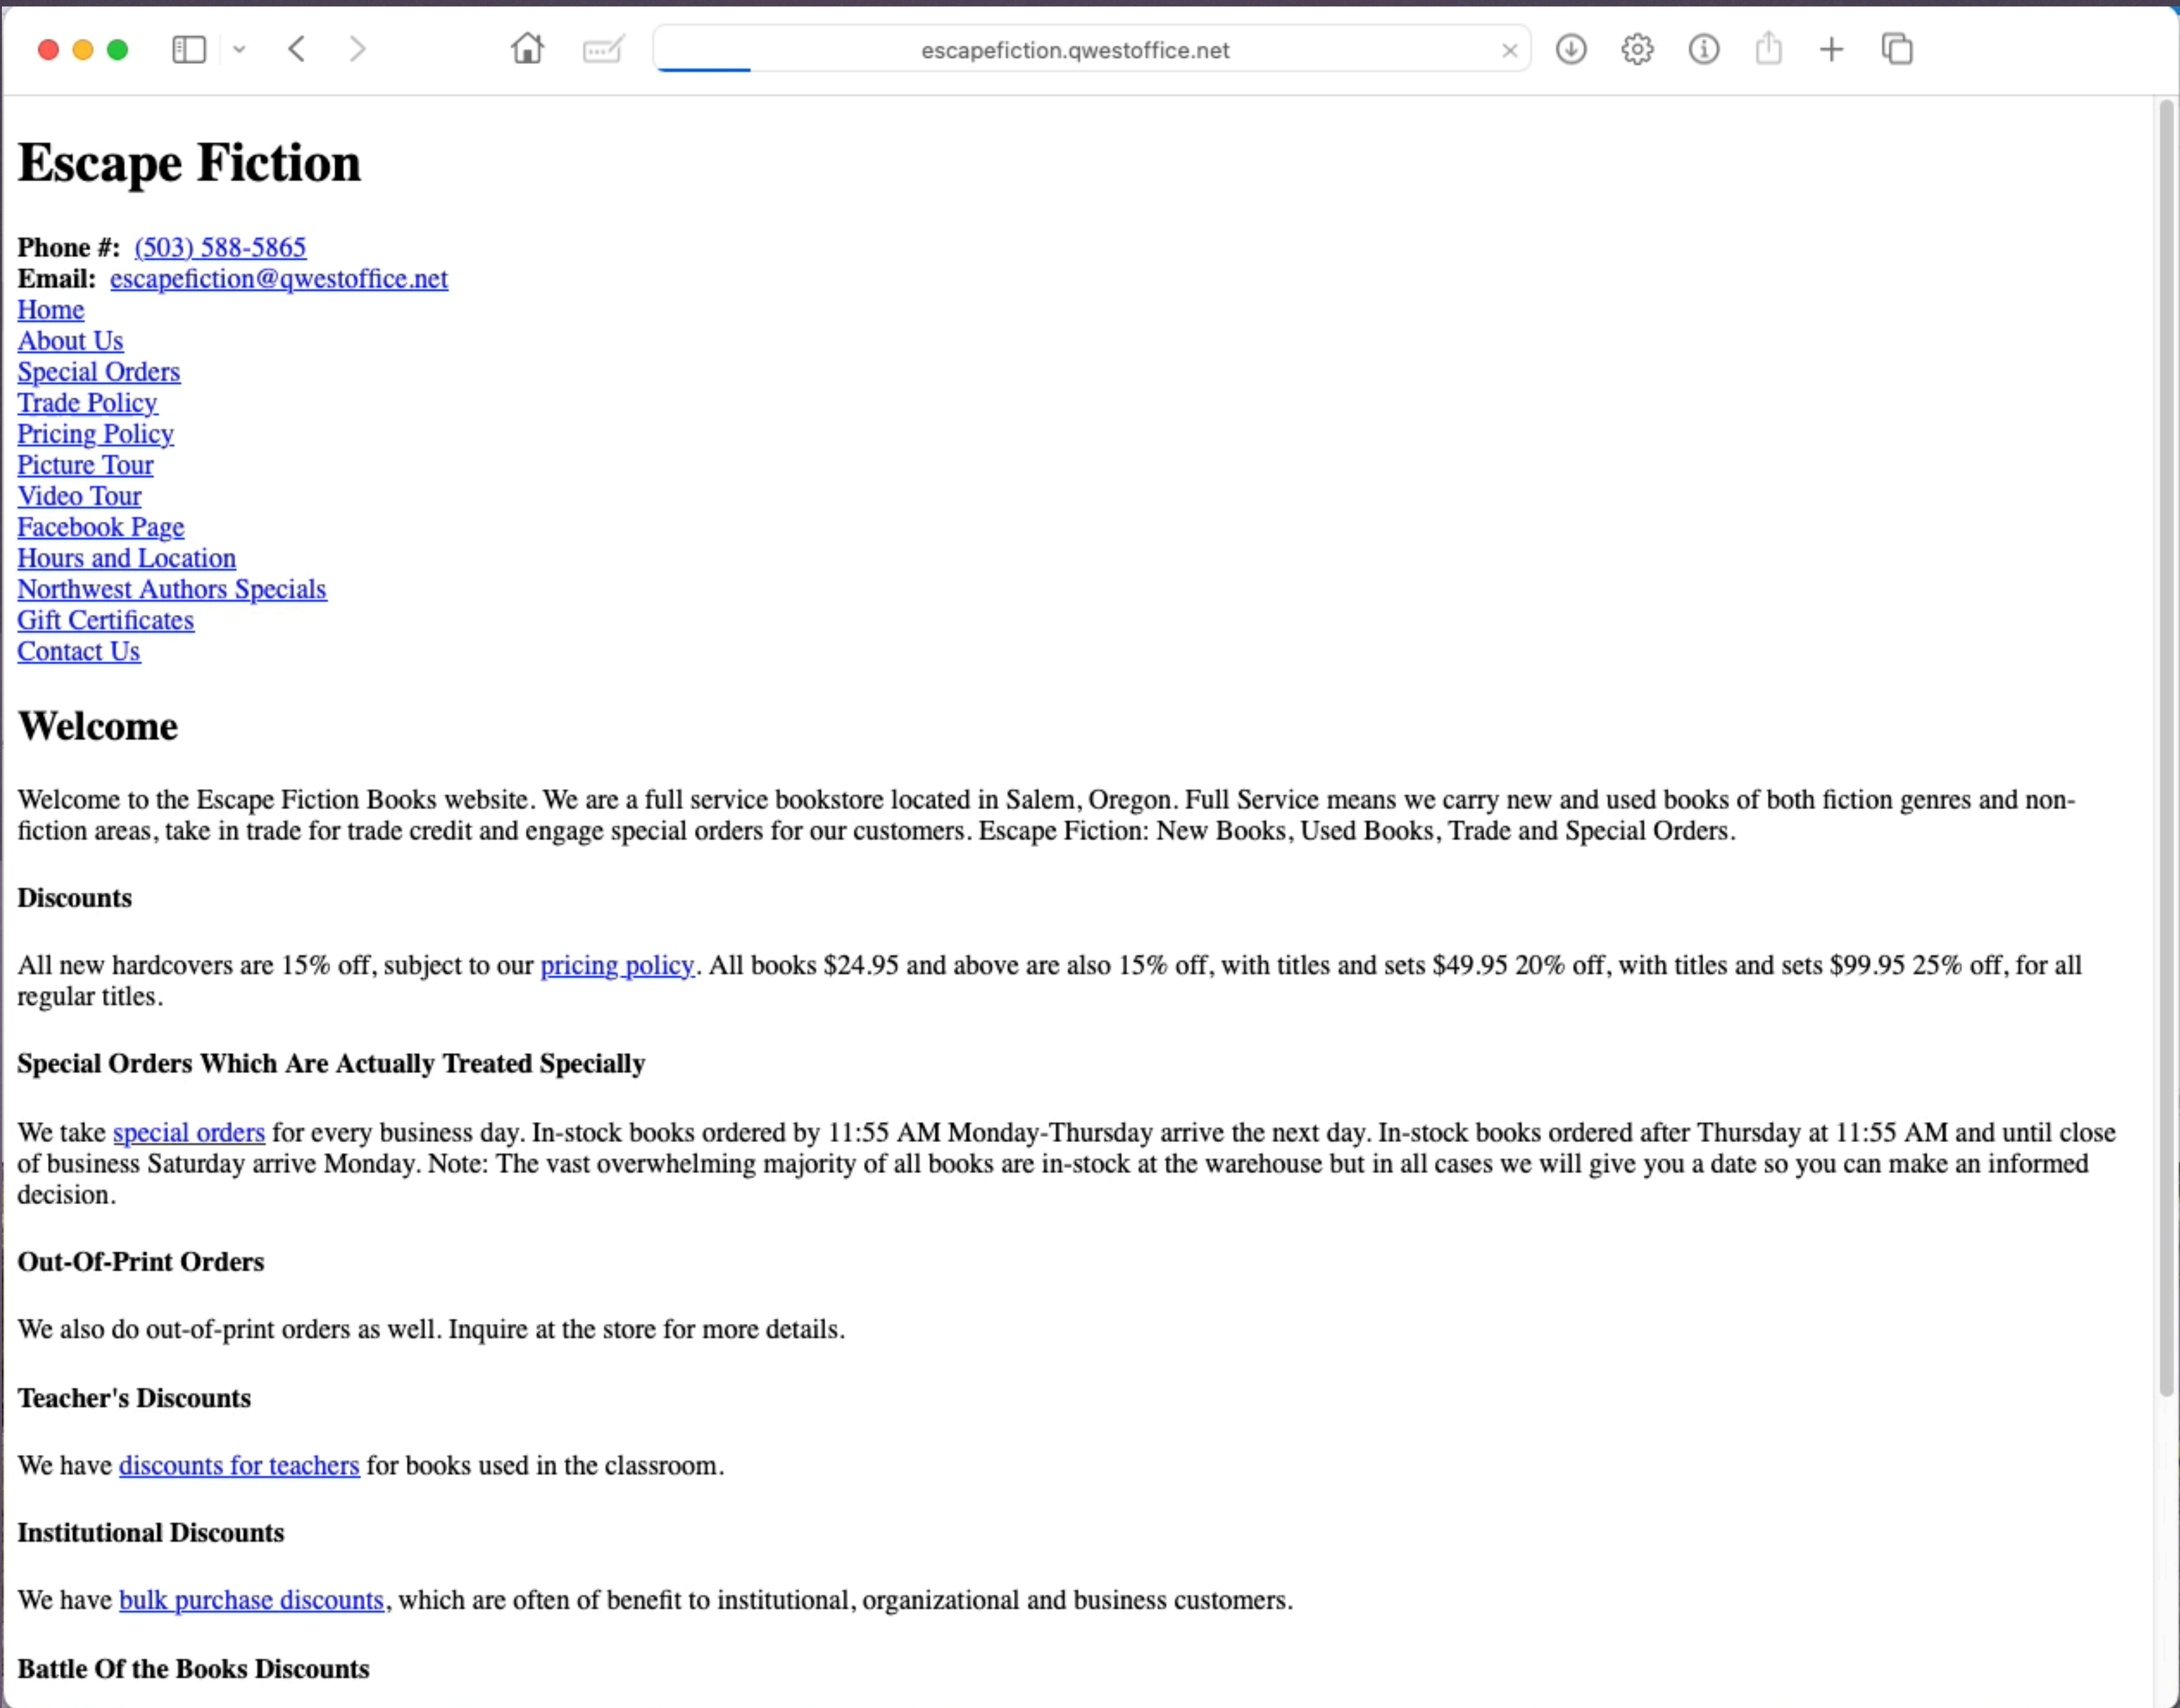 escapefiction.qwestoffice.net
Escape Fiction
Phone #: (503) 588-5865
Email: escapefiction@qwestoffice.net
Home
About Us
Special Orders
Trade Policy
Pricing Policy
Picture Tour
Video Tour
Facebook Page
Hours and Location
Northwest Authors Specials
Gift Certificates
Contact Us
Welcome
Welcome to the Escape Fiction Books website. We are a full service bookstore located in Salem, Oregon. Full Service means we carry new and used books of both fiction genres and non-
fiction areas, take in trade for trade credit and engage special orders for our customers. Escape Fiction: New Books, Used Books, Trade and Special Orders.
Discounts
All new hardcovers are 15% off, subject to our pricing policy. All books $24.95 and above are also 15% off, with titles and sets $49.95 20% off, with titles and sets $99.95 25% off, for all
regular titles.
Special Orders Which Are Actually Treated Specially
We take special orders for every business day. In-stock books ordered by 11:55 AM Monday-Thursday arrive the next day. In-stock books ordered after Thursday at 11:55 AM and until close
of business Saturday arrive Monday. Note: The vast overwhelming majority of all books are in-stock at the warehouse but in all cases we will give you a date so you can make an informed
decision.
Out-Of-Print Orders
We also do out-of-print orders as well. Inquire at the store for more details.
Teacher's Discounts
We have discounts for teachers for books used in the classroom.
Institutional Discounts
We have bulk purchase discounts, which are often of benefit to institutional, organizational and business customers.
Battle Of the Books Discounts